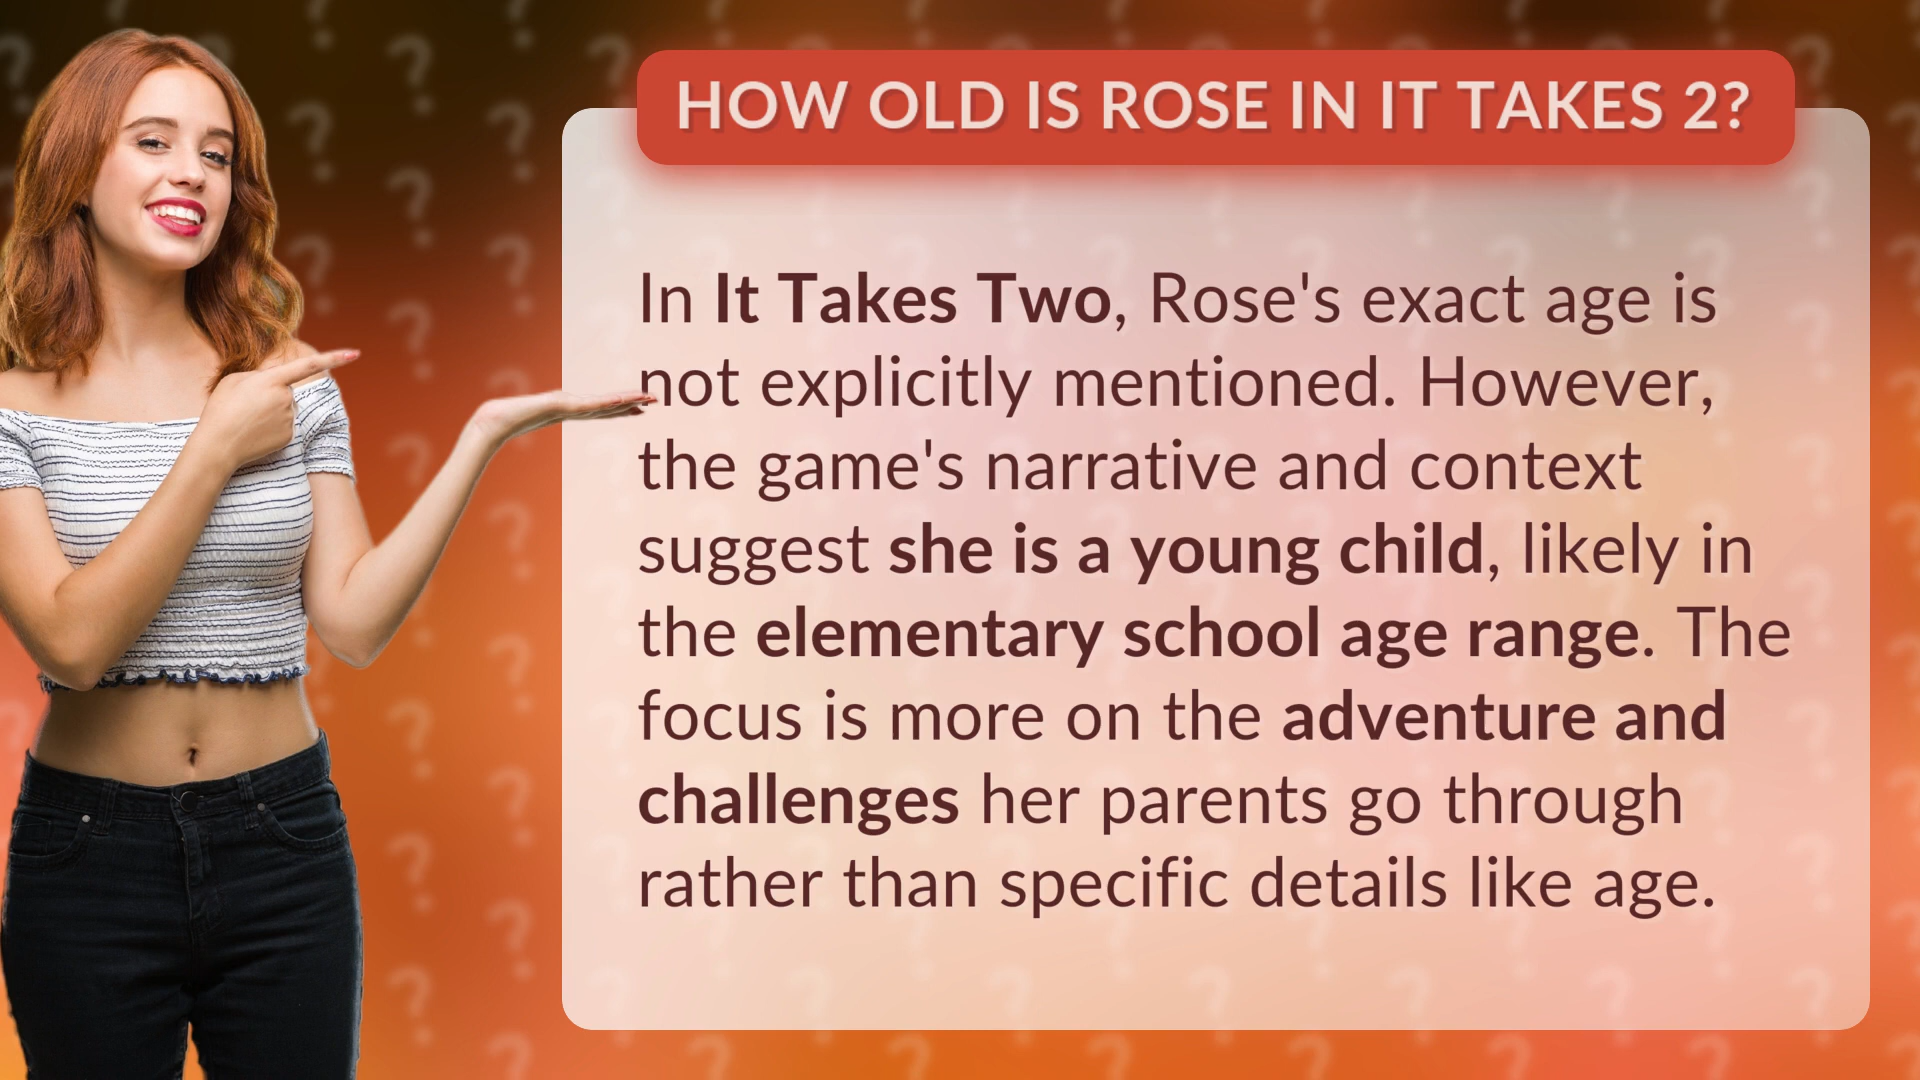 HOW OLD IS ROSE IN IT TAKES 2?
In It Takes Two, Rose's exact age is
not explicitly mentioned. However,
the game's narrative and context
suggest she is a young child, likely in
the elementary school age range. The
focus is more on the adventure and
challenges her parents go through
rather than specific details like age.